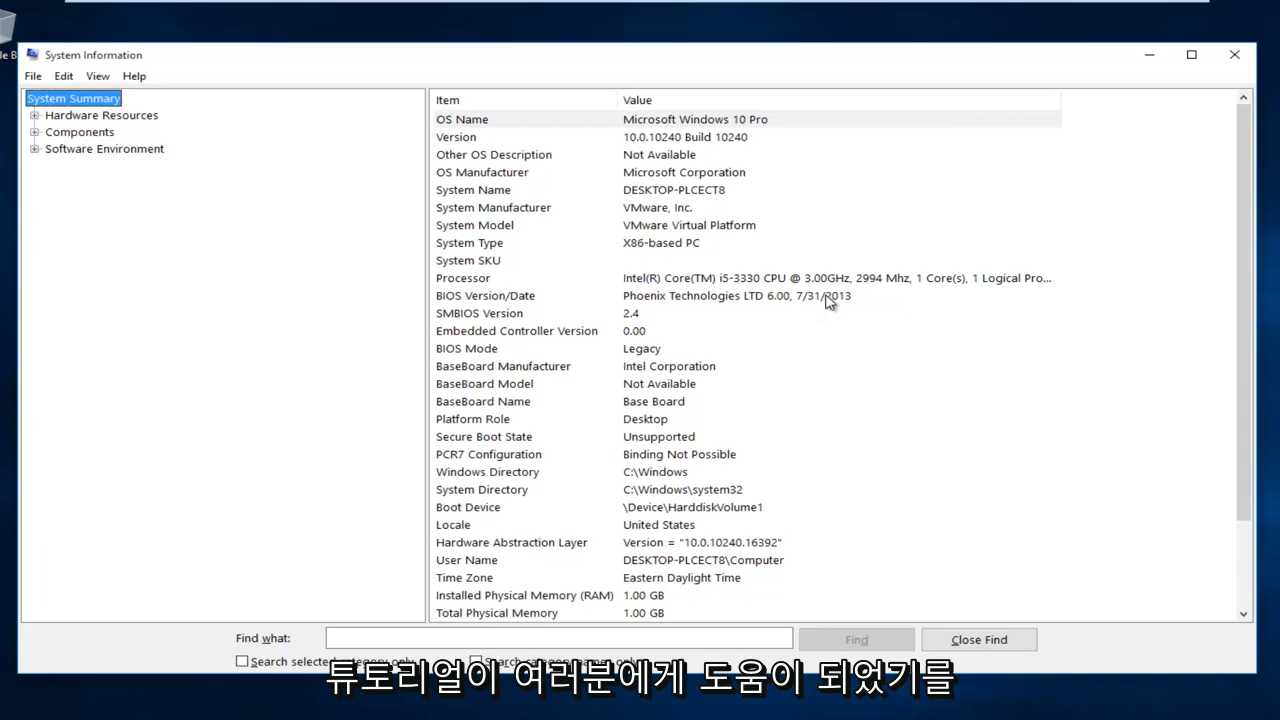 le B
System Information
File Edit View Help
System Summary
Hardware Resources
Components
Software Environment
Item Value
OS Name Microsoft Windows 10 Pro
Version 10.0.10240 Build 10240
Other OS Description Not Available
OS Manufacturer Microsoft Corporation
System Name DESKTOP-PLCECT8
System Manufacturer VMware, Inc.
System Model VMware Virtual Platform
System Type X86-based PC
System SKU
Processor Intel(R) Core(TM) i5-3330 CPU @ 3.00GHz, 2994 Mhz, 1 Core(s), 1 Logical Pro...
BIOS Version/Date Phoenix Technologies LTD 6.00, 7/31/2013
SMBIOS Version 2.4
Embedded Controller Version 0.00
BIOS Mode Legacy
BaseBoard Manufacturer Intel Corporation
BaseBoard Model Not Available
BaseBoard Name Base Board
Platform Role Desktop
Secure Boot State Unsupported
PCR7 Configuration Binding Not Possible
Windows Directory C:\Windows
System Directory C:\Windows\system32
Boot Device \Device\HarddiskVolume1
Locale United States
Hardware Abstraction Layer Version = "10.0.10240.16392"
User Name DESKTOP-PLCECT8\Computer
Time Zone Eastern Daylight Time
Installed Physical Memory (RAM) 1.00 GB
Total Physical Memory 1.00 GB
Find what: Find Close Find
Search selected category only Search category names only
튜토리얼이 여러분에게 도움이 되었기를